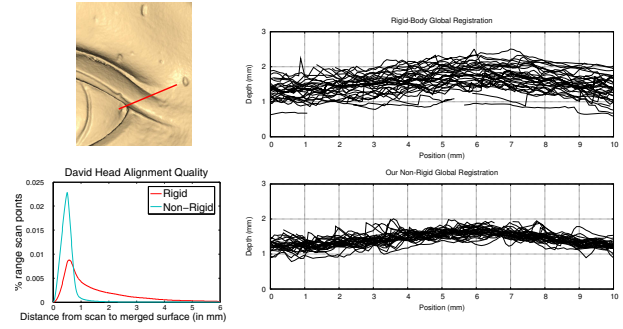 Rigid-Body Global Registration
3
2
1
0
Depth (mm)
0 1 2 3 4 5 6 7 8 9 10
Position (mm)
David Head Alignment Quality
0.025
0.02
0.015
0.01
0.005
0
% range scan points
Rigid
Non-Rigid
0 1 2 3 4 5 6
Distance from scan to merged surface (in mm)
Our Non-Rigid Global Registration
3
2
1
0
Depth (mm)
0 1 2 3 4 5 6 7 8 9 10
Position (mm)